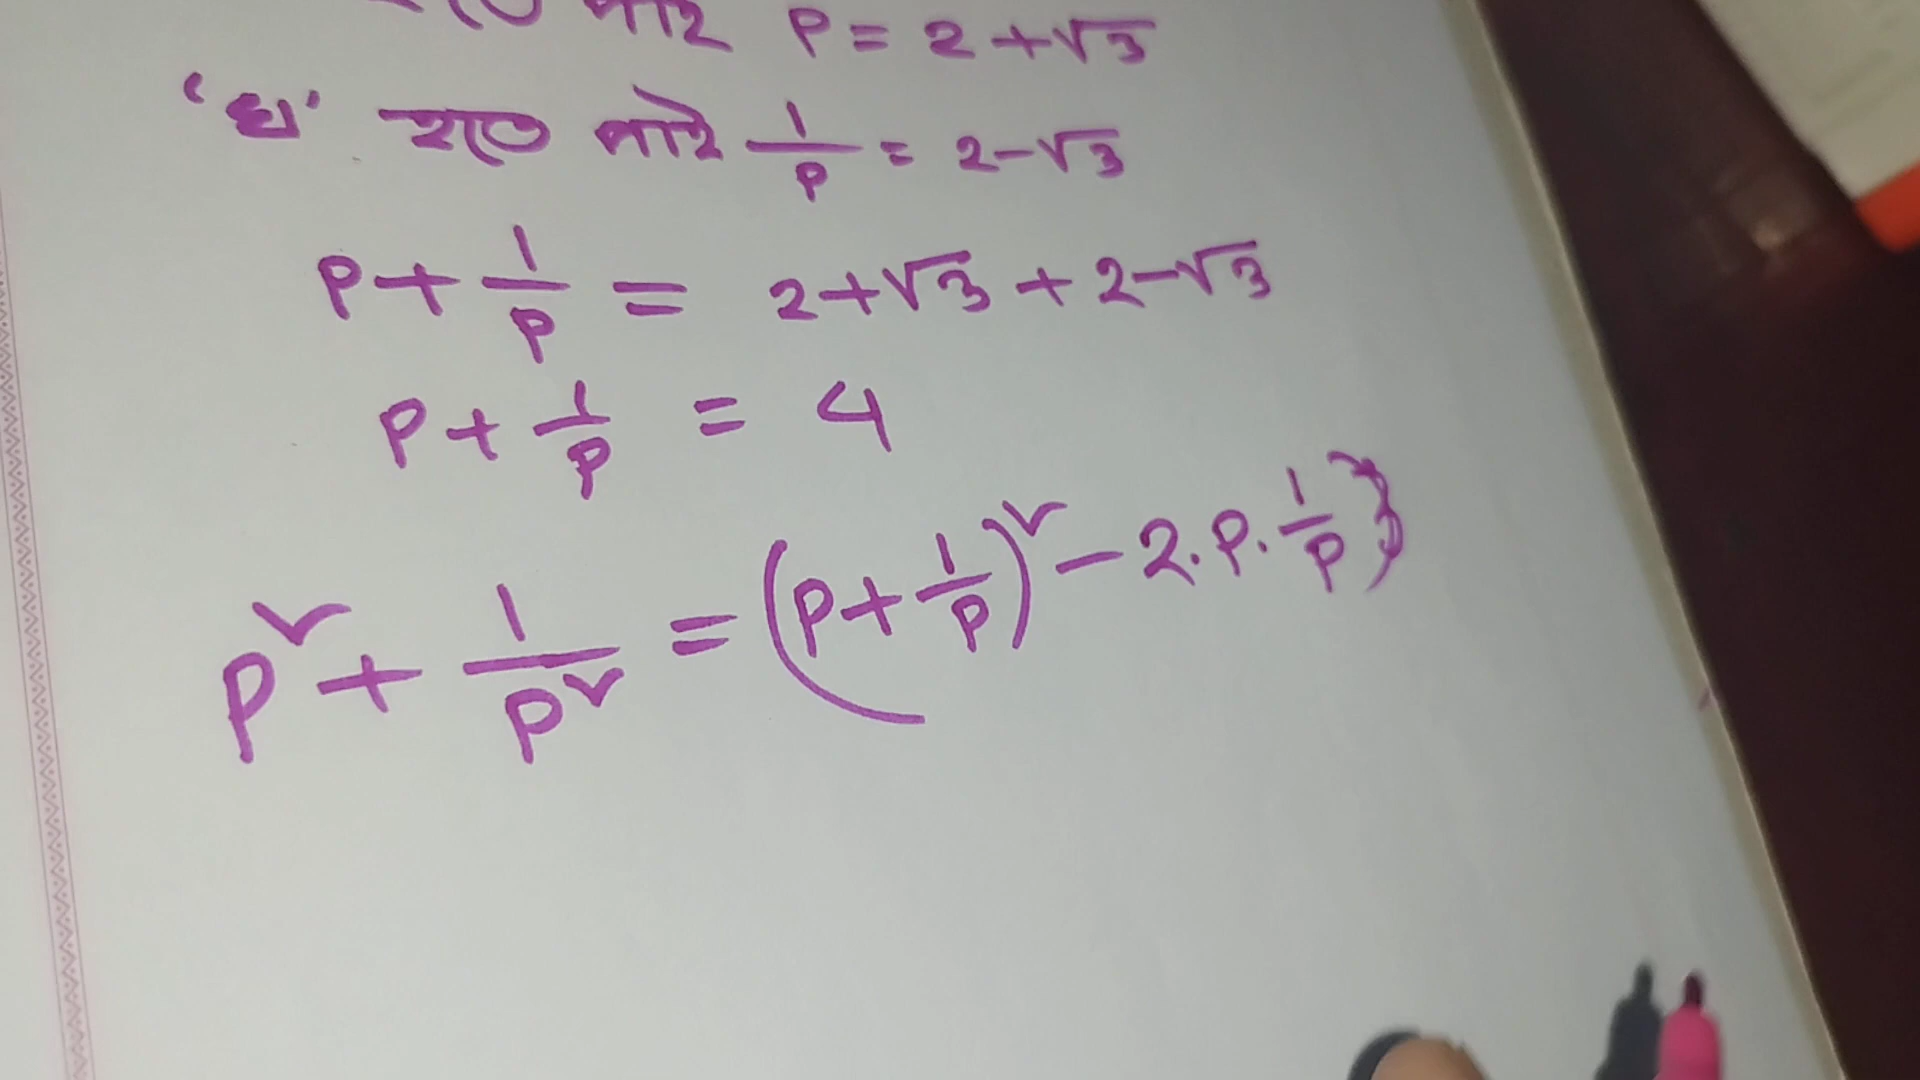 পাই P = 2 + √3
‘ঘ’ হতে পাই 1/P = 2 - √3
P + 1/P = 2 + √3 + 2 - √3
P + 1/P = 4
P² + 1/P² = (P + 1/P)² - 2.P.1/P}